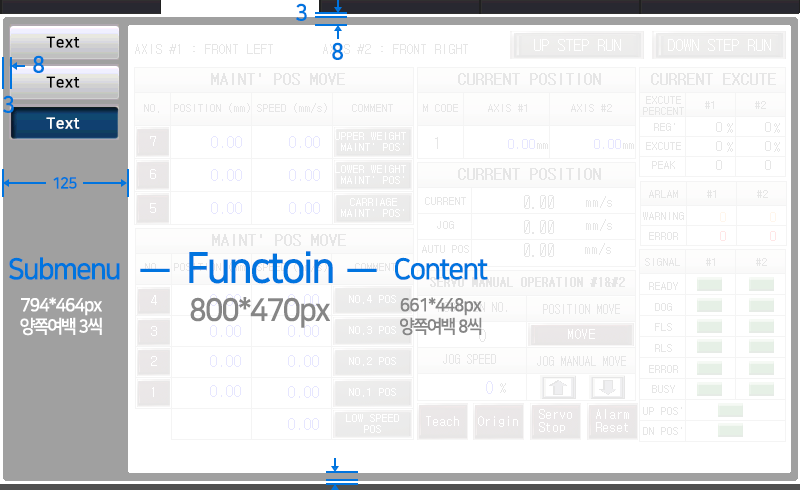 3
Text
8
AXIS #1 : FRONT LEFT
AXIS #2 : FRONT RIGHT
UP STEP RUN
DOWN STEP RUN
8
Text
3
Text
MAINT' POS MOVE
CURRENT POSITION
CURRENT EXCUTE
NO.
POSITION (mm)
SPEED (mm/s)
COMMENT
M CODE
AXIS #1
AXIS #2
EXCUTE PERCENT
#1
#2
7
0.00
0.00
UPPER WEIGHT
MAINT' POS'
1
0.00mm
0.00mm
REG'
0 %
0 %
EXCUTE
0 %
0 %
PEAK
0
0
6
0.00
0.00
LOWER WEIGHT
MAINT' POS'
CURRENT POSITION
5
0.00
0.00
CARRIAGE
MAINT' POS'
CURRENT
0.00
mm/s
JOG
0.00
mm/s
AUTO POS
0.00
mm/s
ARLAM
#1
#2
WARNING
0
0
ERROR
0
0
125
MAINT' POS MOVE
SIGNAL
#1
#2
Submenu
Functoin
Content
794*464px
양쪽여백 3씩
800*470px
661*448px
양쪽여백 8씩
SERVO MANUAL OPERATION #1&#2
NO.
POSITION MOVE
4
0.00
0.00
NO.4 POS
0
MOVE
3
0.00
0.00
NO.3 POS
JOG SPEED
JOG MANUAL MOVE
2
0.00
0.00
NO.2 POS
0 %
1
0.00
0.00
NO.1 POS
0.00
LOW SPEED
POS
Teach
Origin
Servo
Stop
Alarm
Reset
READY
DOG
FLS
RLS
ERROR
BUSY
UP POS'
DN POS'